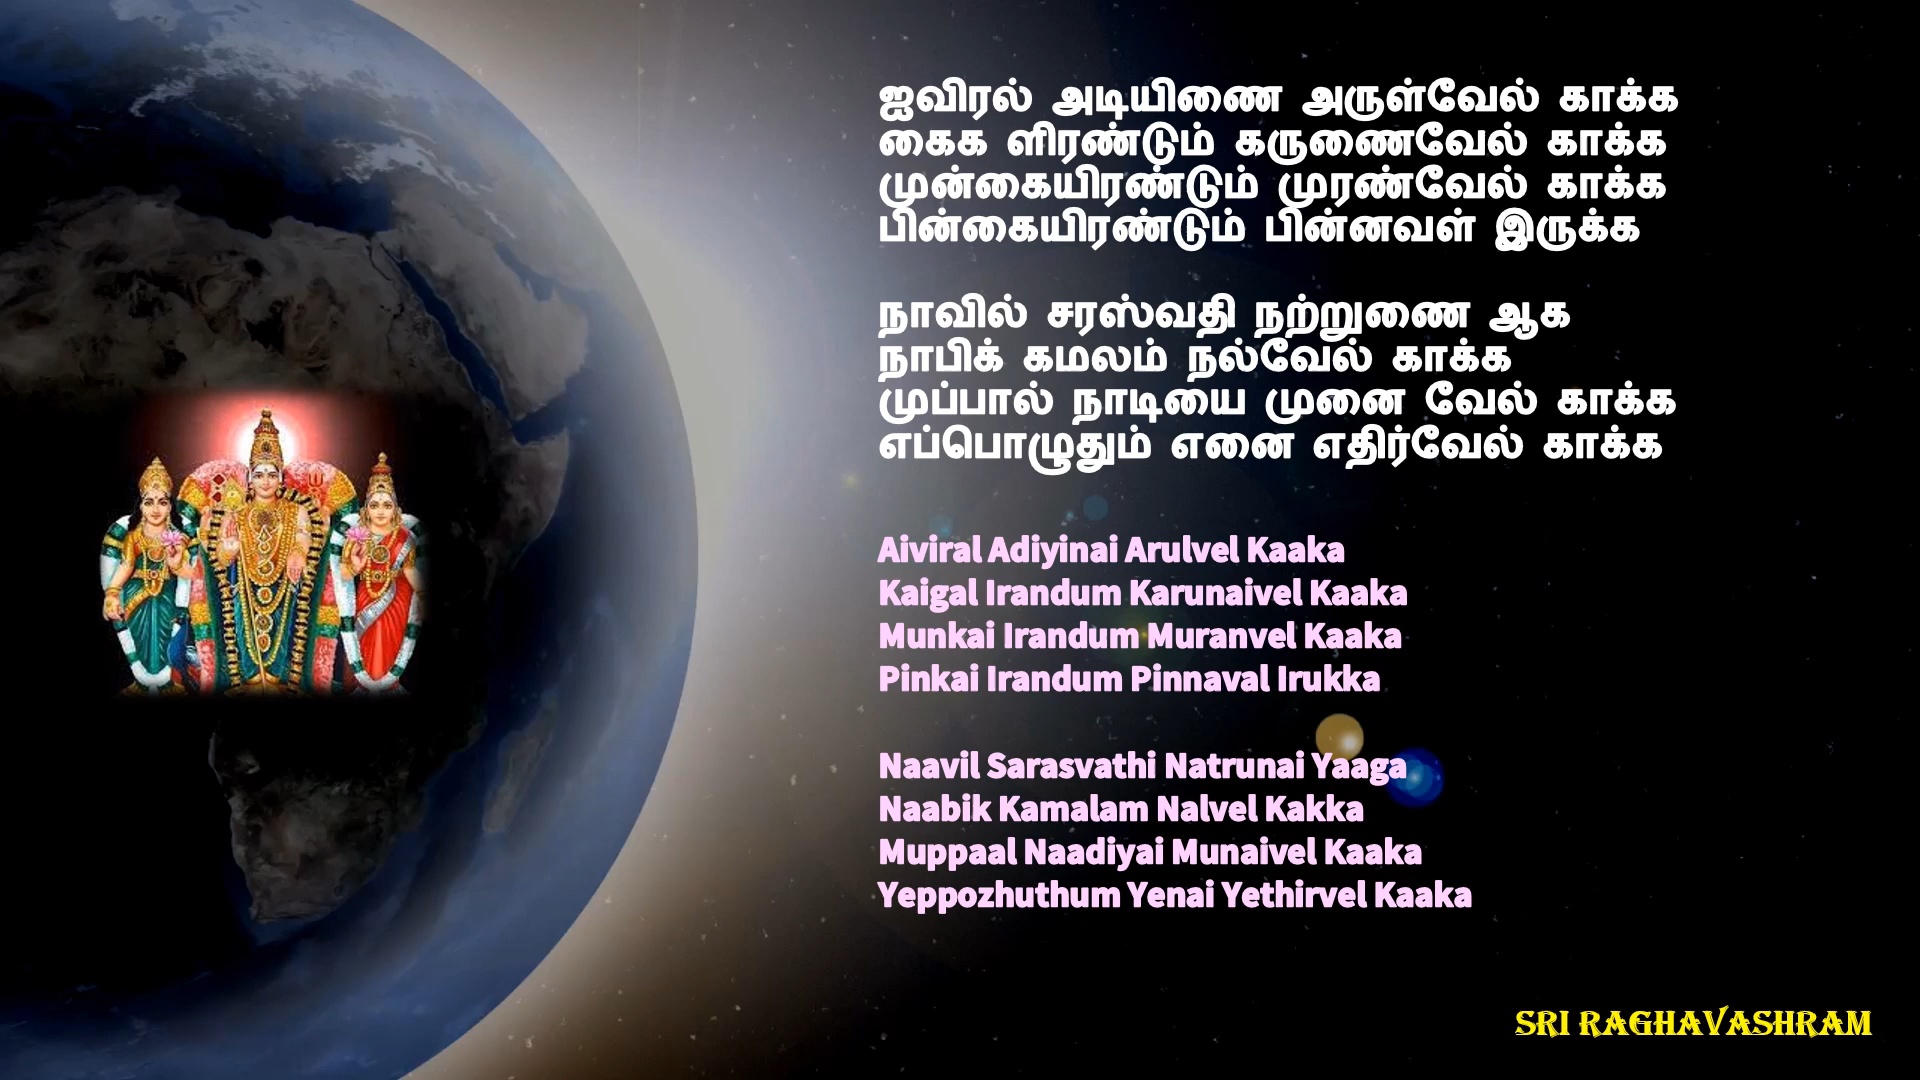 ஐவிரல் அடியிணை அருள்வேல் காக்க
கைக ளிரண்டும் கருணைவேல் காக்க
முன்கையிரண்டும் முரண்வேல் காக்க
பின்கையிரண்டும் பின்னவள் இருக்க
நாவில் சரஸ்வதி நற்றுணை ஆக
நாபிக் கமலம் நல்வேல் காக்க
முப்பால் நாடியை முனை வேல் காக்க
எப்பொழுதும் எனை எதிர்வேல் காக்க
Aiviral Adiyinai Arulvel Kaaka
Kaigal Irandum Karunaivel Kaaka
Munkai Irandum Muranvel Kaaka
Pinkai Irandum Pinnaval Irukka
Naavil Sarasvathi Natrunai Yaaga
Naabik Kamalam Nalvel Kakka
Muppaal Naadiyai Munaivel Kaaka
Yeppozhuthum Yenai Yethirvel Kaaka
SRI RAGHAVASHRAM